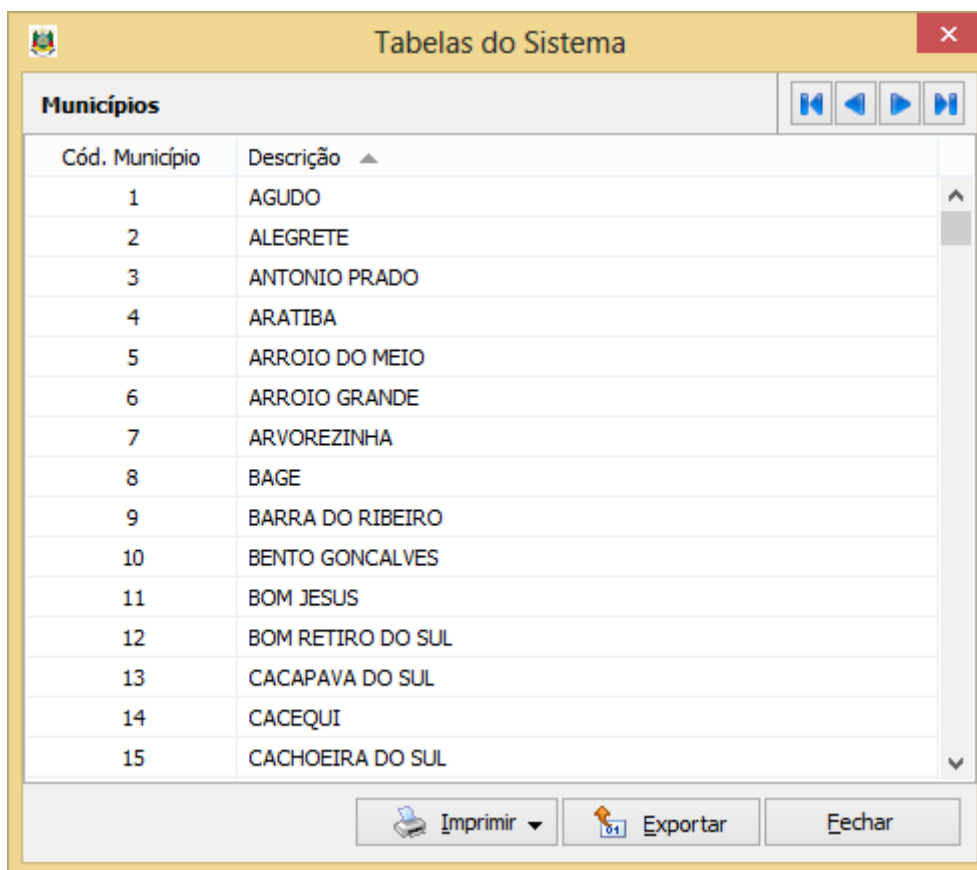 Tabelas do Sistema
Municípios
Cód. Município Descrição
1 AGUDO
2 ALEGRETE
3 ANTONIO PRADO
4 ARATIBA
5 ARROIO DO MEIO
6 ARROIO GRANDE
7 ARVOREZINHA
8 BAGE
9 BARRA DO RIBEIRO
10 BENTO GONCALVES
11 BOM JESUS
12 BOM RETIRO DO SUL
13 CACAPAVA DO SUL
14 CACEQUI
15 CACHOEIRA DO SUL
Imprimir Exportar Fechar